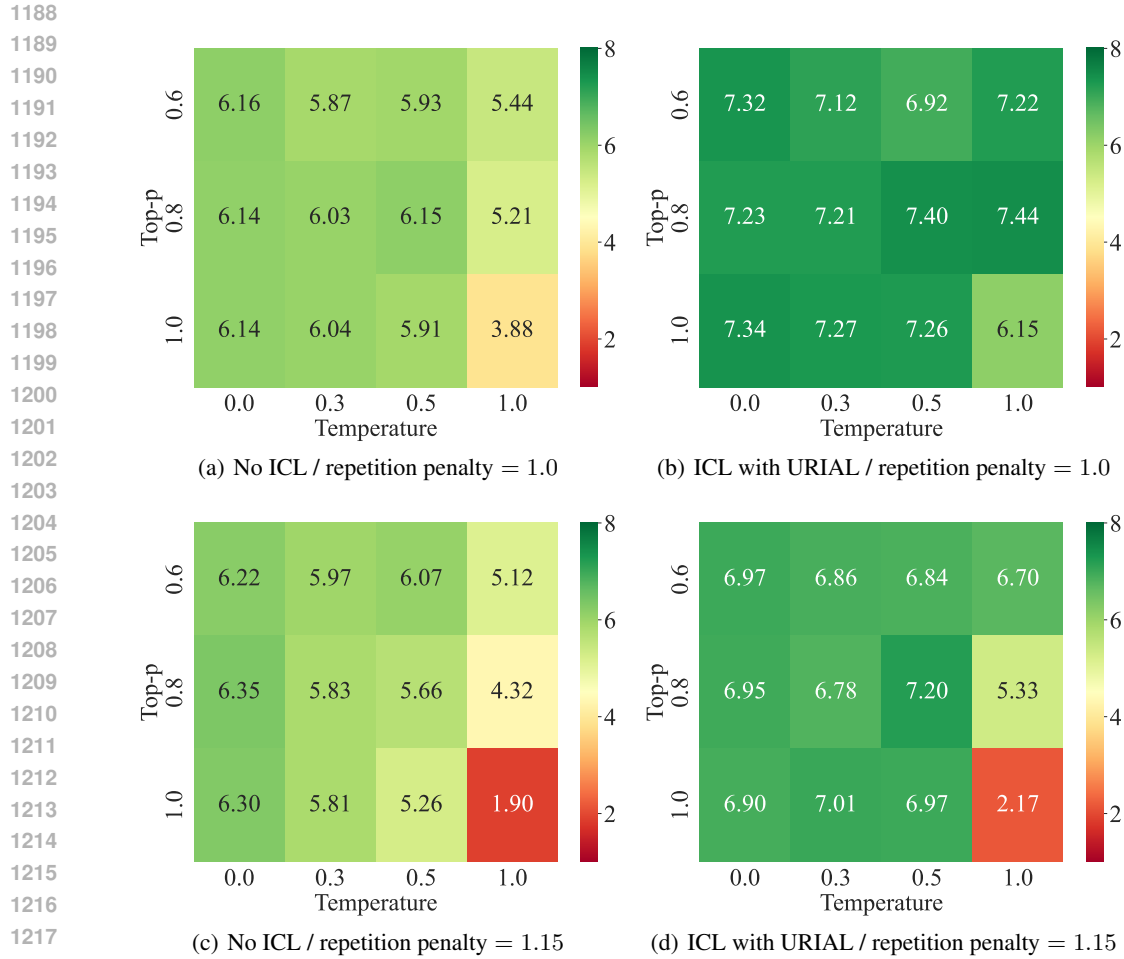 1188
1189
1190
1191
1192
1193
1194
1195
1196
1197
1198
1199
1200
1201
1202
1203
1204
1205
1206
1207
1208
1209
1210
1211
1212
1213
1214
1215
1216
1217
Top-p
0.6 6.16 5.87 5.93 5.44
0.8 6.14 6.03 6.15 5.21
1.0 6.14 6.04 5.91 3.88
0.0 0.3 0.5 1.0
Temperature
8
6
4
2
(a) No ICL / repetition penalty = 1.0
Top-p
0.6 7.32 7.12 6.92 7.22
0.8 7.23 7.21 7.40 7.44
1.0 7.34 7.27 7.26 6.15
0.0 0.3 0.5 1.0
Temperature
8
6
4
2
(b) ICL with URIAL / repetition penalty = 1.0
Top-p
0.6 6.22 5.97 6.07 5.12
0.8 6.35 5.83 5.66 4.32
1.0 6.30 5.81 5.26 1.90
0.0 0.3 0.5 1.0
Temperature
8
6
4
2
(c) No ICL / repetition penalty = 1.15
Top-p
0.6 6.97 6.86 6.84 6.70
0.8 6.95 6.78 7.20 5.33
1.0 6.90 7.01 6.97 2.17
0.0 0.3 0.5 1.0
Temperature
8
6
4
2
(d) ICL with URIAL / repetition penalty = 1.15